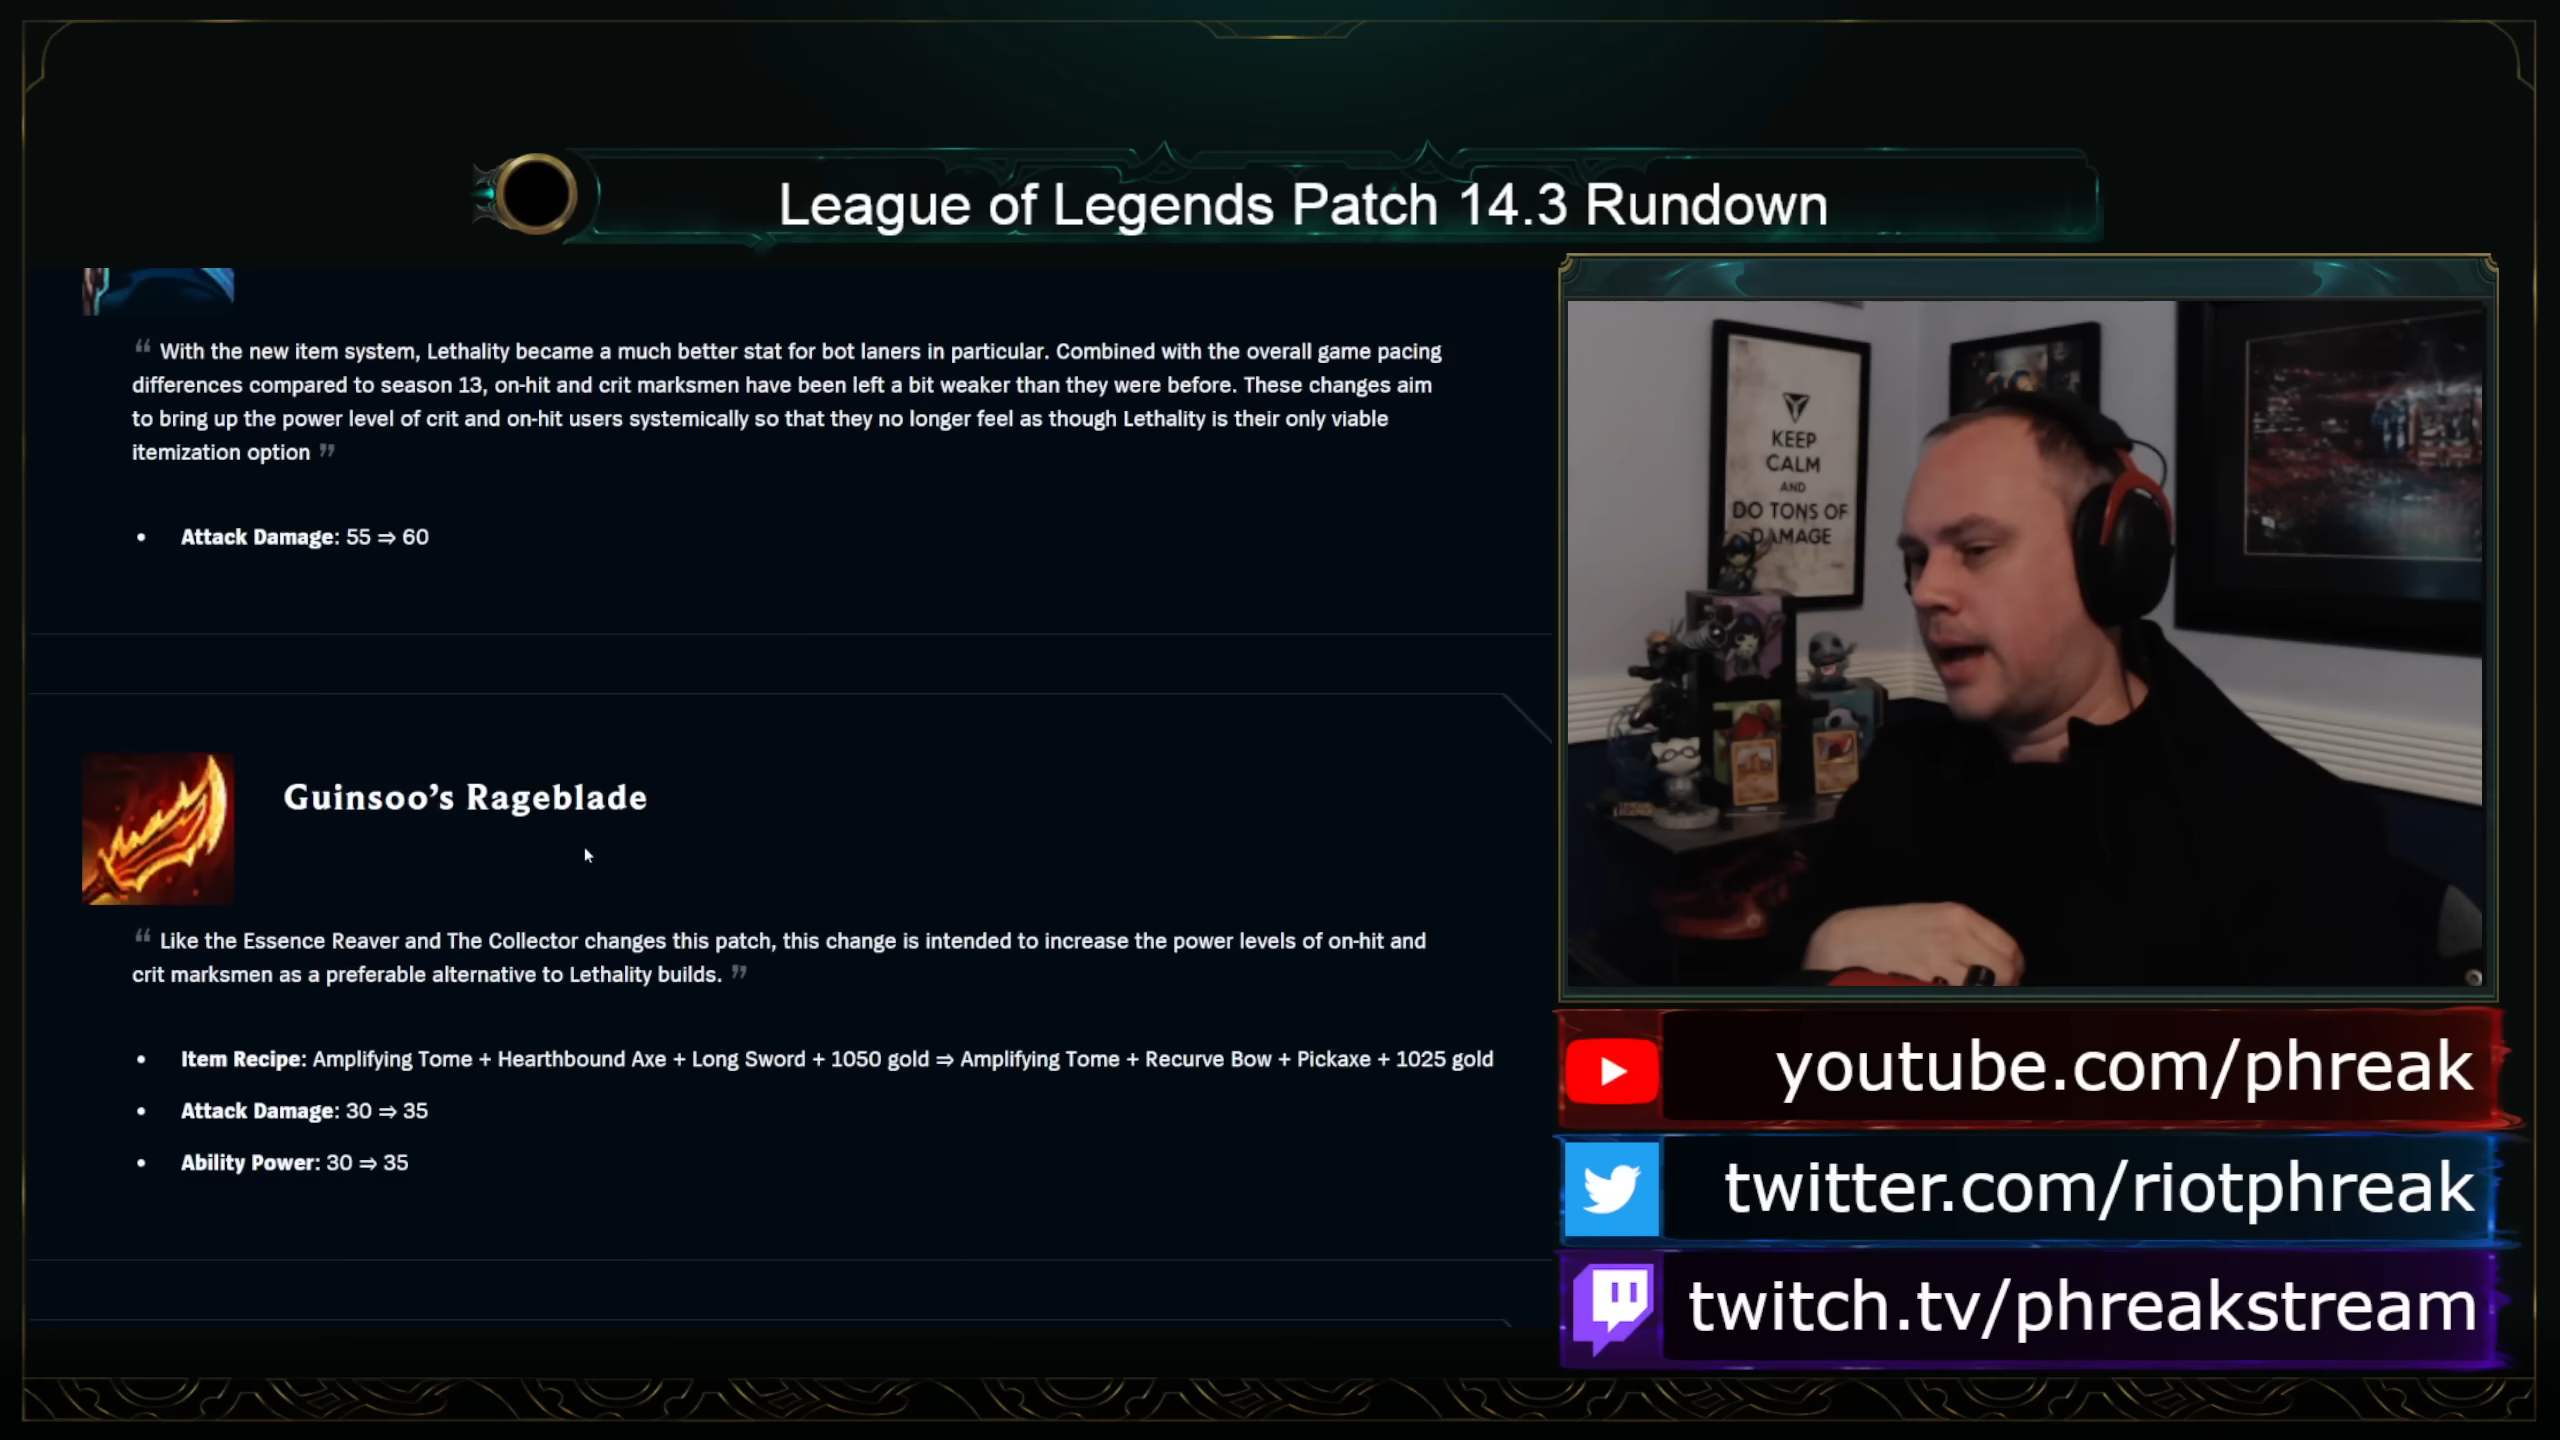 League of Legends Patch 14.3 Rundown
“ With the new item system, Lethality became a much better stat for bot laners in particular. Combined with the overall game pacing
differences compared to season 13, on-hit and crit marksmen have been left a bit weaker than they were before. These changes aim
to bring up the power level of crit and on-hit users systemically so that they no longer feel as though Lethality is their only viable
itemization option ”
• Attack Damage: 55 ⇒ 60
Guinsoo’s Rageblade
“ Like the Essence Reaver and The Collector changes this patch, this change is intended to increase the power levels of on-hit and
crit marksmen as a preferable alternative to Lethality builds. ”
• Item Recipe: Amplifying Tome + Hearthbound Axe + Long Sword + 1050 gold ⇒ Amplifying Tome + Recurve Bow + Pickaxe + 1025 gold
• Attack Damage: 30 ⇒ 35
• Ability Power: 30 ⇒ 35
KEEP
CALM
AND
DO TONS OF
DAMAGE
youtube.com/phreak
twitter.com/riotphreak
twitch.tv/phreakstream